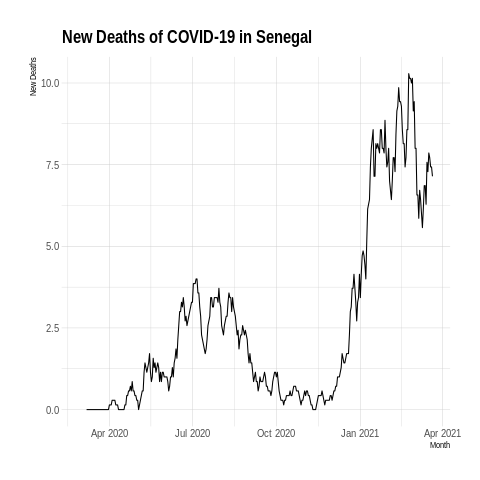 New Deaths of COVID-19 in Senegal
New Deaths
10.0
7.5
5.0
2.5
0.0
Apr 2020
Jul 2020
Oct 2020
Jan 2021
Apr 2021
Month